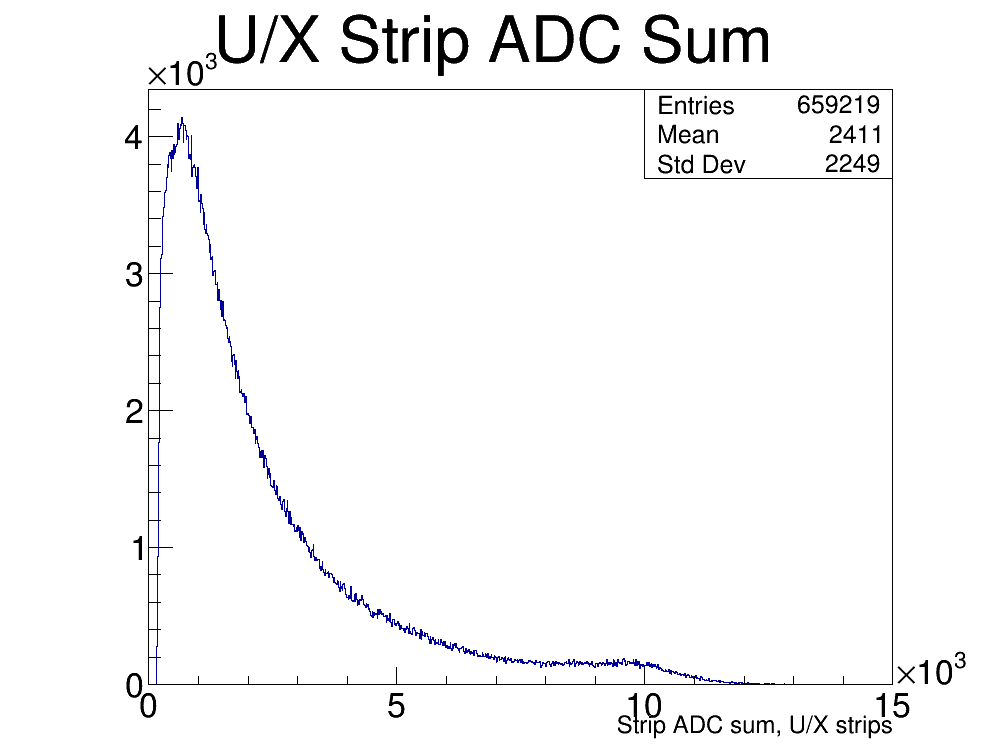 U/X Strip ADC Sum
×10³
Entries 659219
Mean 2411
Std Dev 2249
4
3
2
1
0
0 5 10 15
×10³
Strip ADC sum, U/X strips